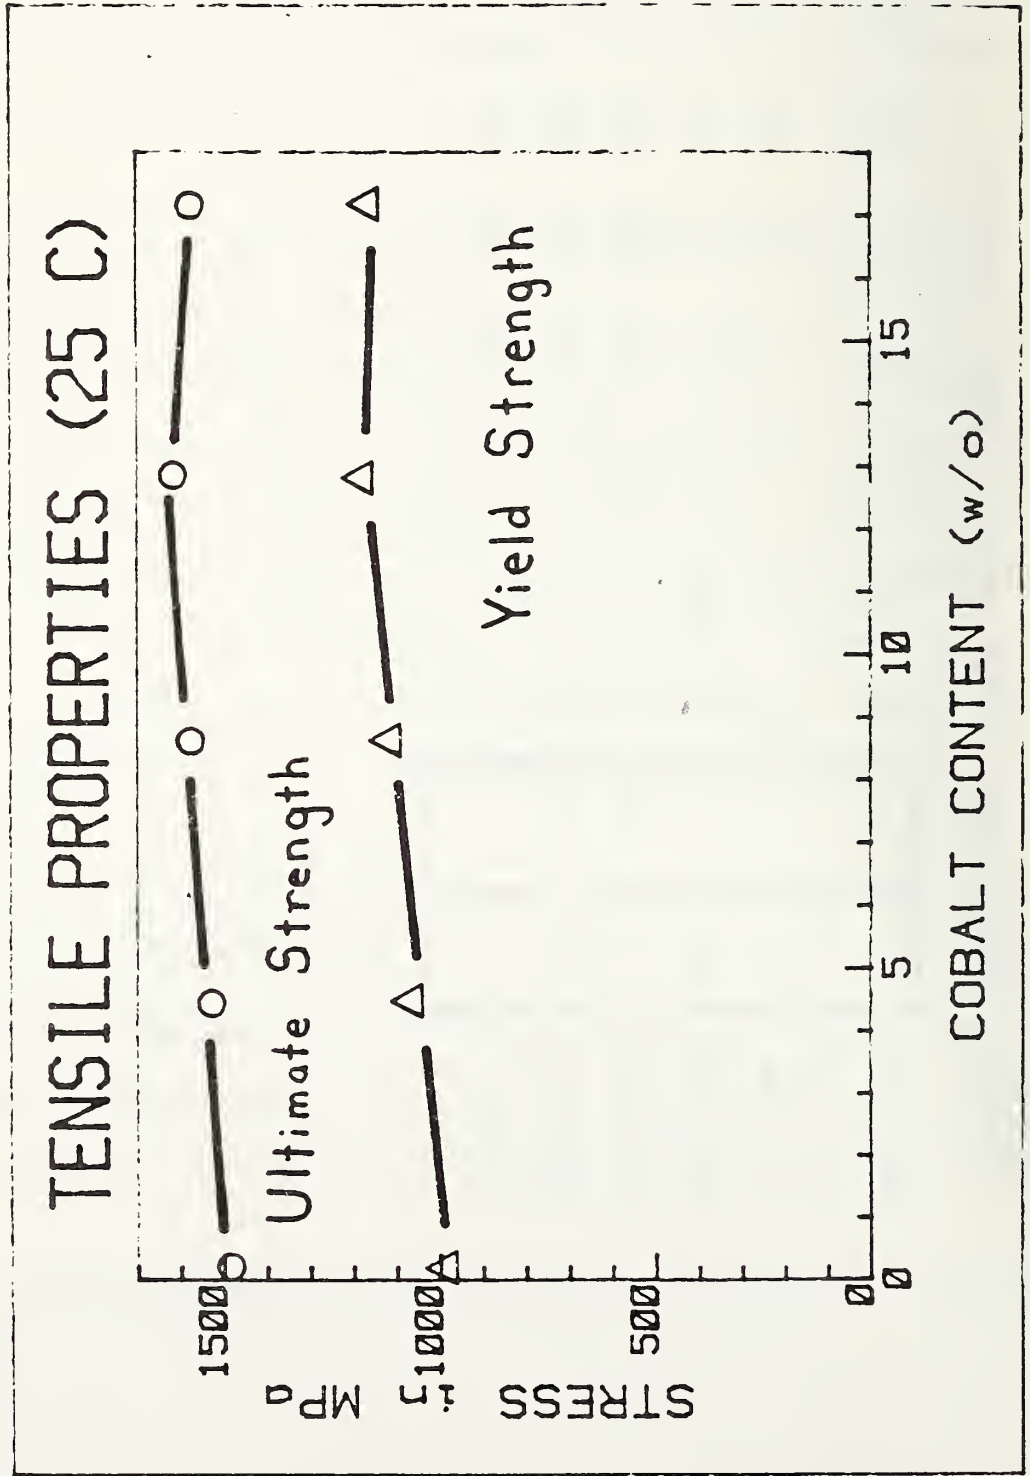 TENSILE PROPERTIES (25 C)
STRESS in MPa
1500
1000
500
0
Ultimate Strength
Yield Strength
0 5 10 15
COBALT CONTENT (w/o)